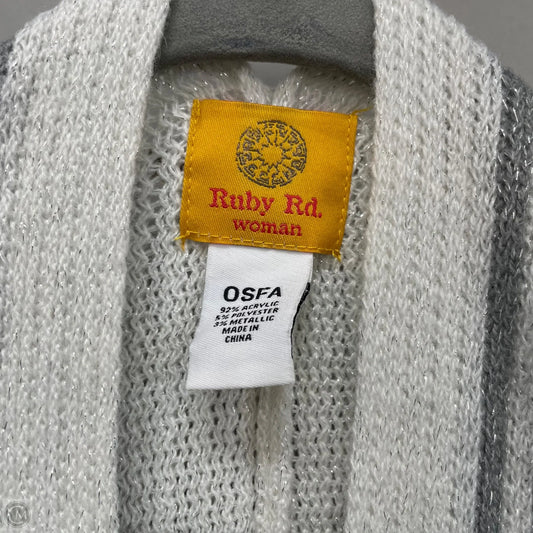 Ruby Rd.
woman
OSFA
92% ACRYLIC
5% POLYESTER
3% METALLIC
MADE IN
CHINA